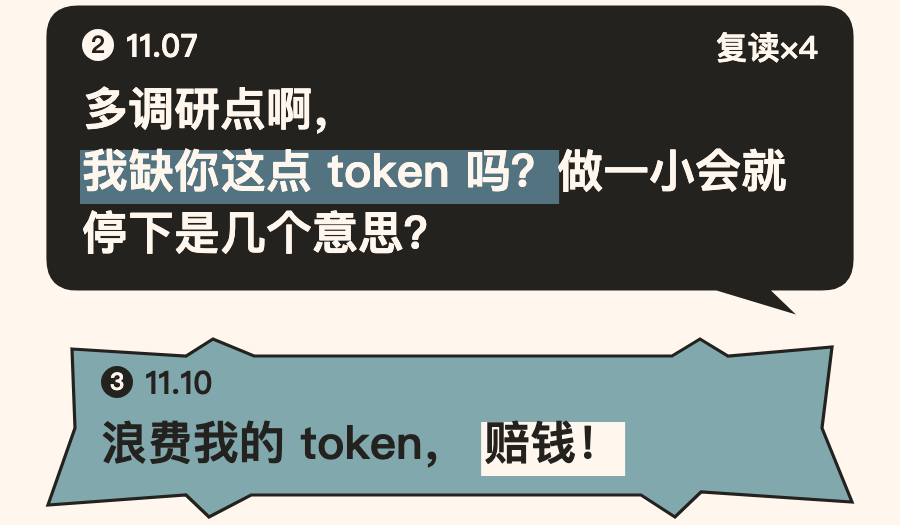 2 11.07
复读×4
多调研点啊，
我缺你这点 token 吗？做一小会就
停下是几个意思？
3 11.10
浪费我的 token， 赔钱！